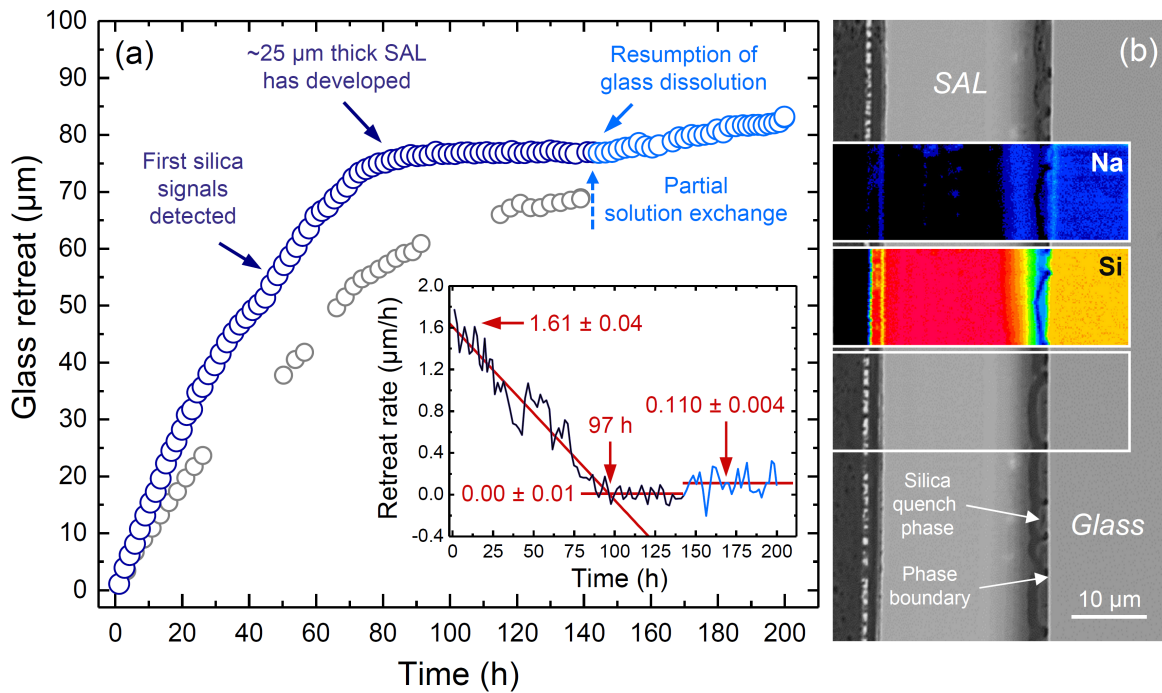 (a)
~25 µm thick SAL
has developed
Resumption of
glass dissolution
First silica
signals
detected
Partial
solution exchange
Glass retreat (µm)
100
90
80
70
60
50
40
30
20
10
0
0 20 40 60 80 100 120 140 160 180 200
Time (h)
Retreat rate (µm/h)
2.0
1.6
1.2
0.8
0.4
0.0
-0.4
1.61 ± 0.04
0.110 ± 0.004
97 h
0.00 ± 0.01
0 25 50 75 100 125 150 175 200
Time (h)
(b)
SAL
Na
Si
Silica
quench
phase
Glass
Phase
boundary
10 µm